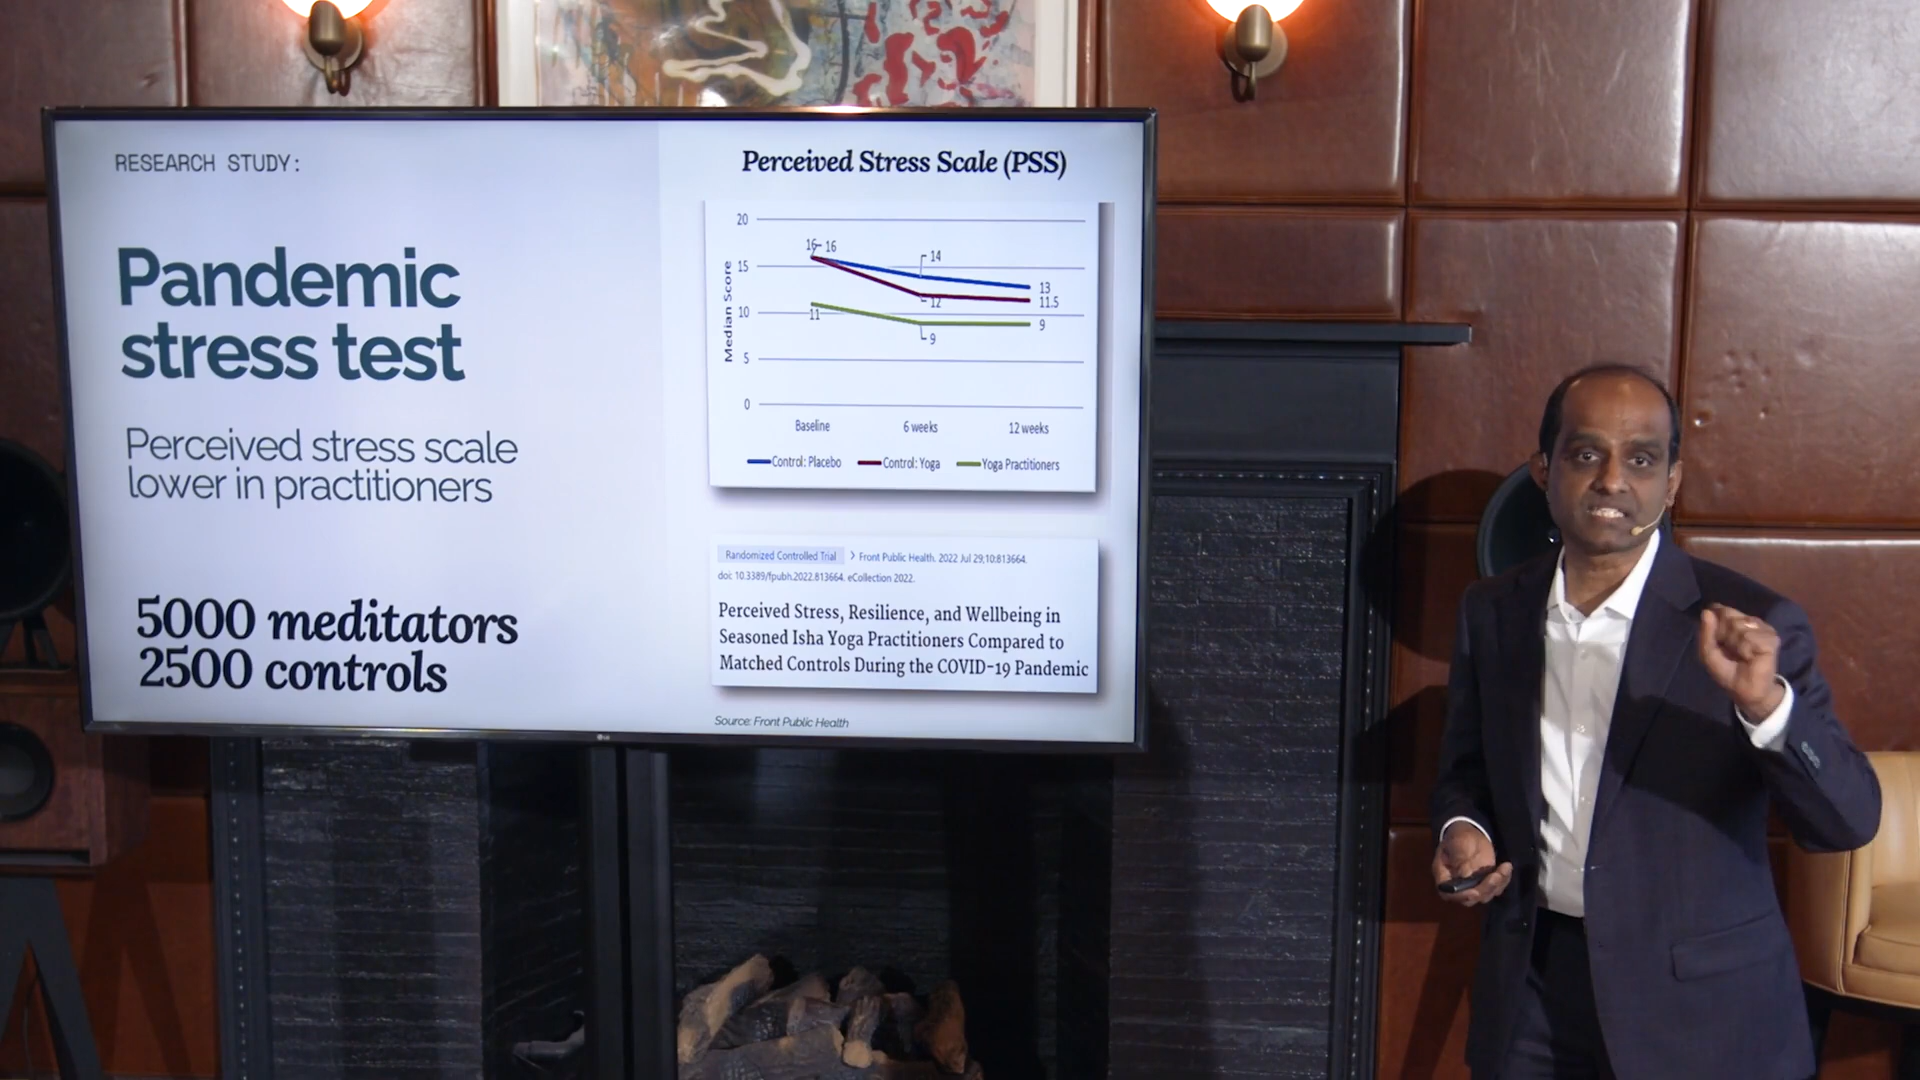 RESEARCH STUDY:
Pandemic
stress test
Perceived stress scale
lower in practitioners
5000 meditators
2500 controls
Perceived Stress Scale (PSS)
Median Score
20
15
10
5
0
16 16
14
13
12
11.5
11
9
9
Baseline 6 weeks 12 weeks
Control: Placebo Control: Yoga Yoga Practitioners
Randomized Controlled Trial > Front Public Health. 2022 Jul 29;10:813664.
doi: 10.3389/fpubh.2022.813664. eCollection 2022.
Perceived Stress, Resilience, and Wellbeing in
Seasoned Isha Yoga Practitioners Compared to
Matched Controls During the COVID-19 Pandemic
Source: Front Public Health
LG